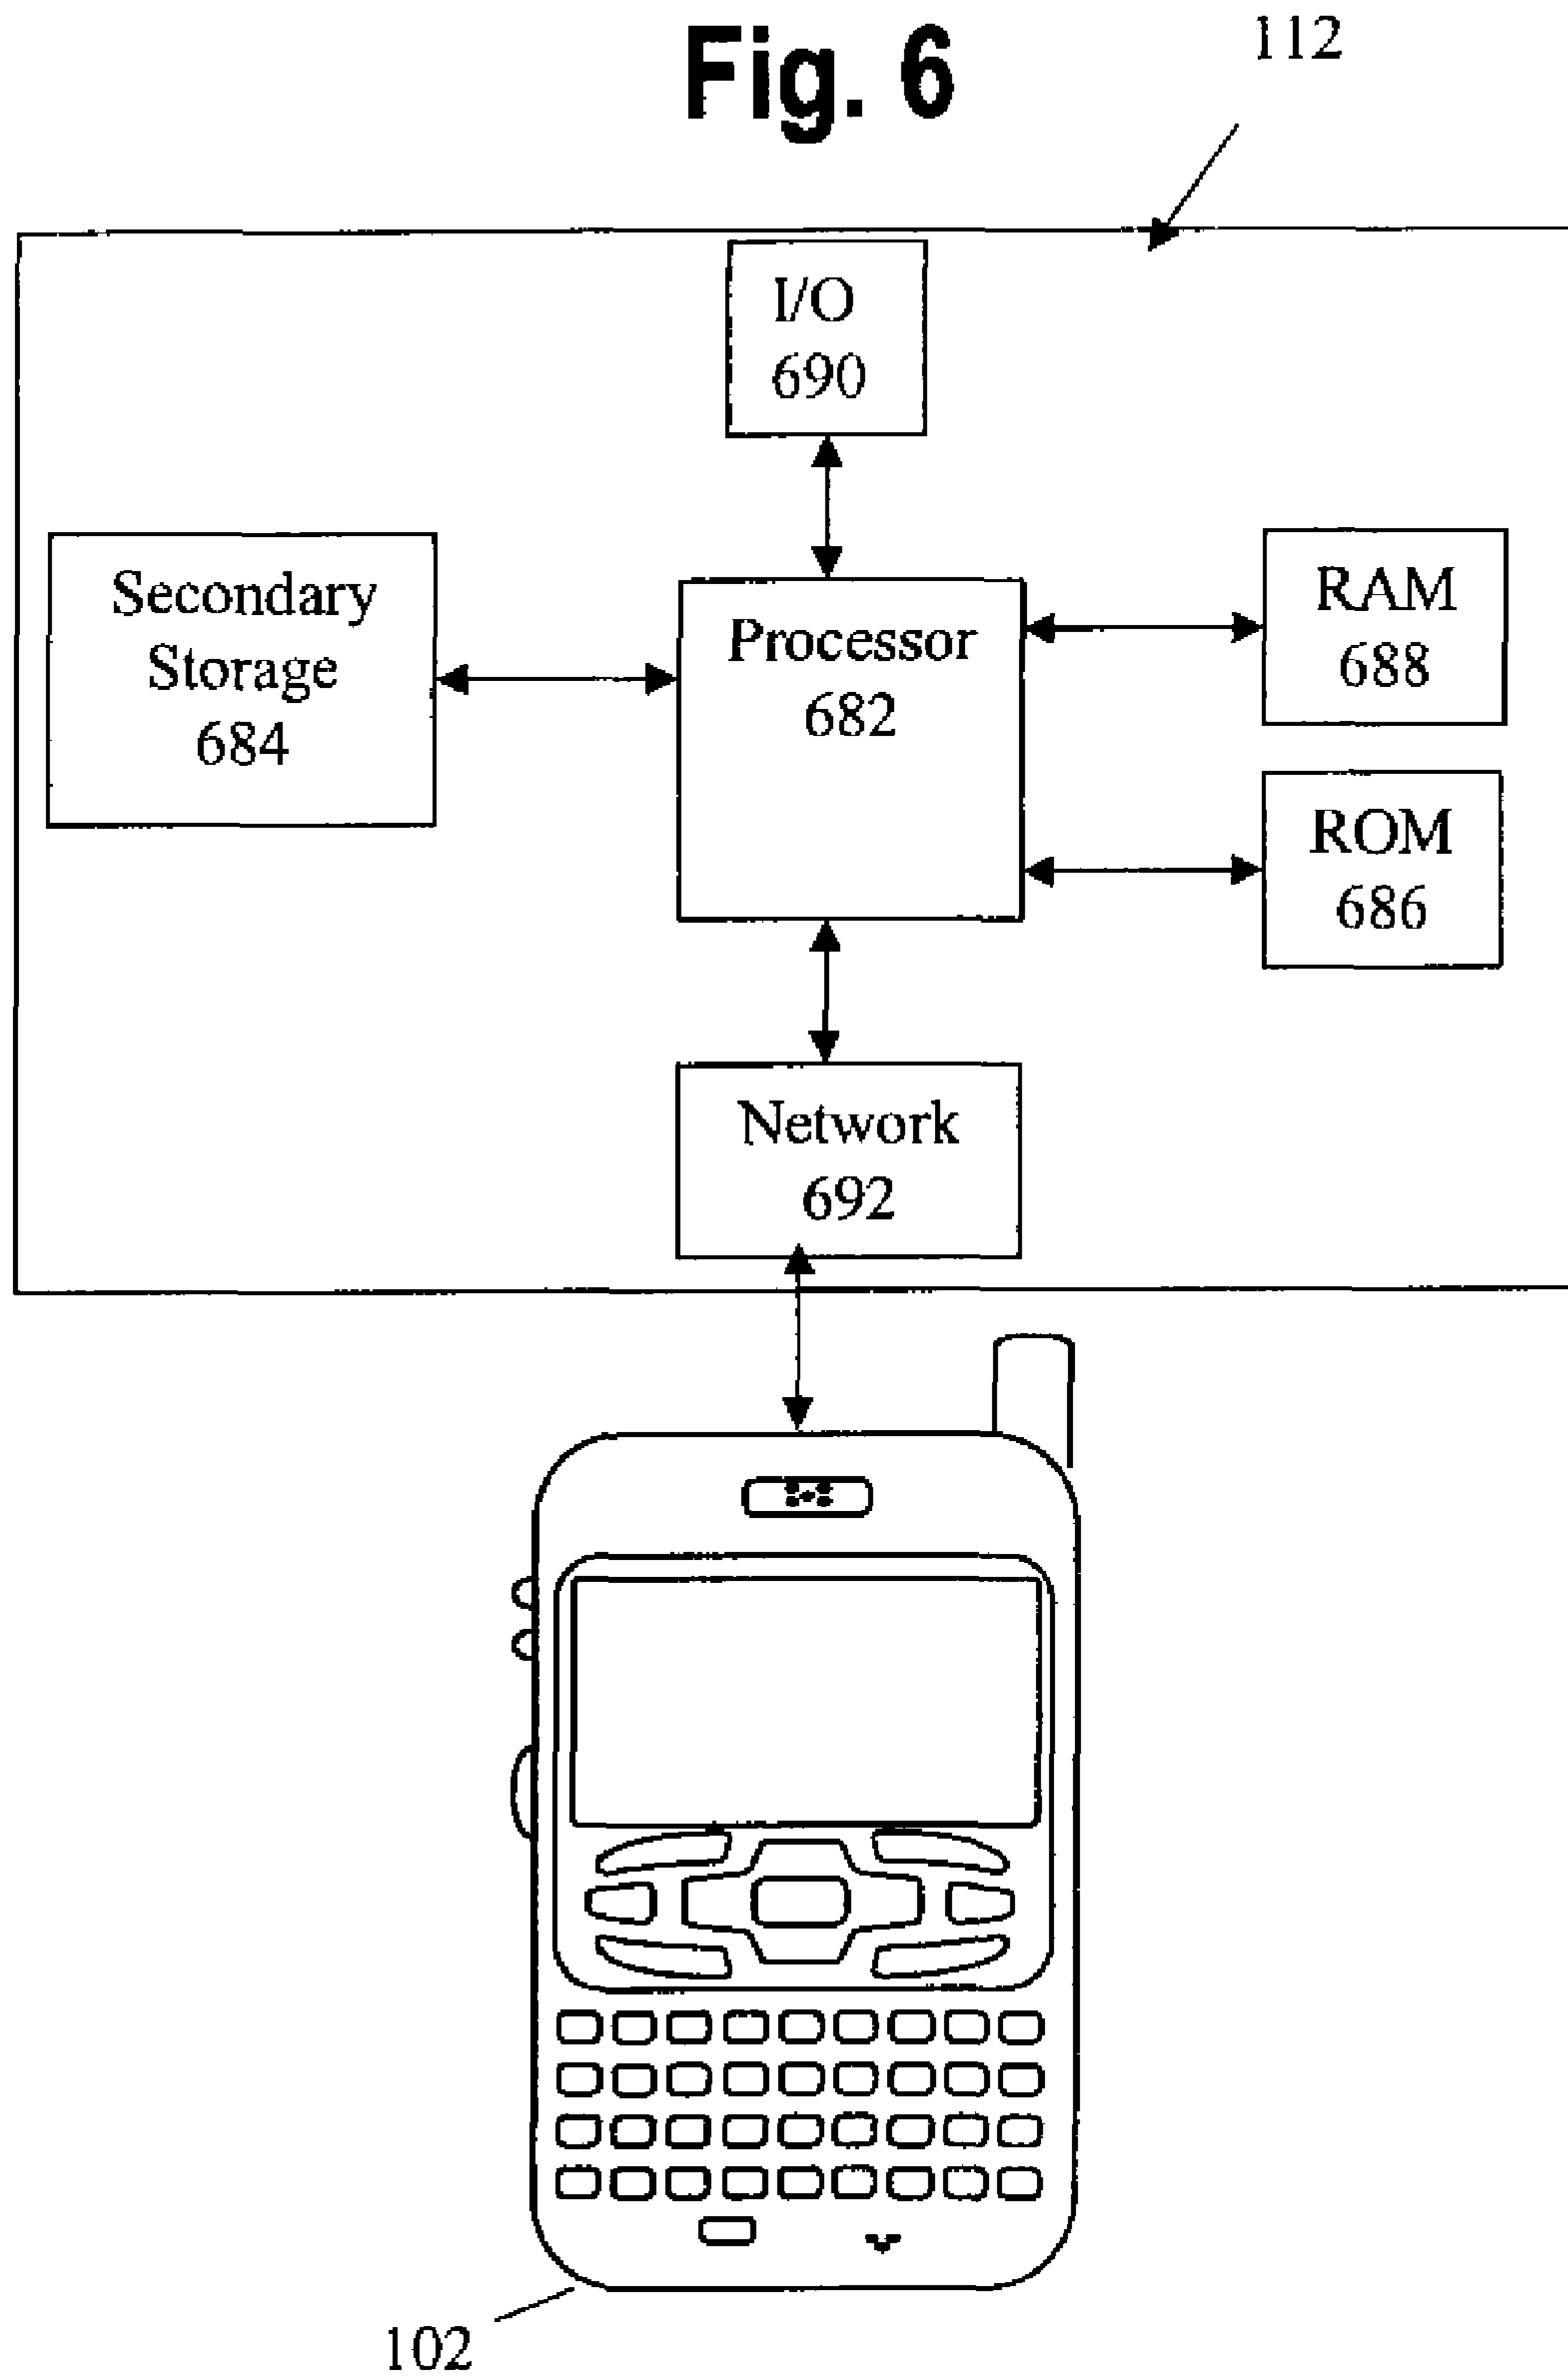 Fig. 6
112
I/O
690
Secondary
Storage
684
Processor
682
RAM
688
ROM
686
Network
692
102